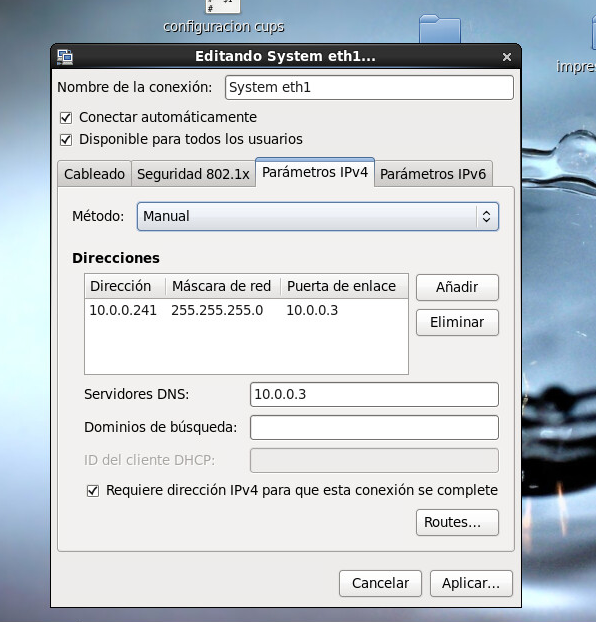 configuracion cups
impres
Editando System eth1...
Nombre de la conexión: System eth1
Conectar automáticamente
Disponible para todos los usuarios
Cableado Seguridad 802.1x Parámetros IPv4 Parámetros IPv6
Método: Manual
Direcciones
Dirección Máscara de red Puerta de enlace Añadir
10.0.0.241 255.255.255.0 10.0.0.3 Eliminar
Servidores DNS: 10.0.0.3
Dominios de búsqueda:
ID del cliente DHCP:
Requiere dirección IPv4 para que esta conexión se complete
Routes...
Cancelar Aplicar...